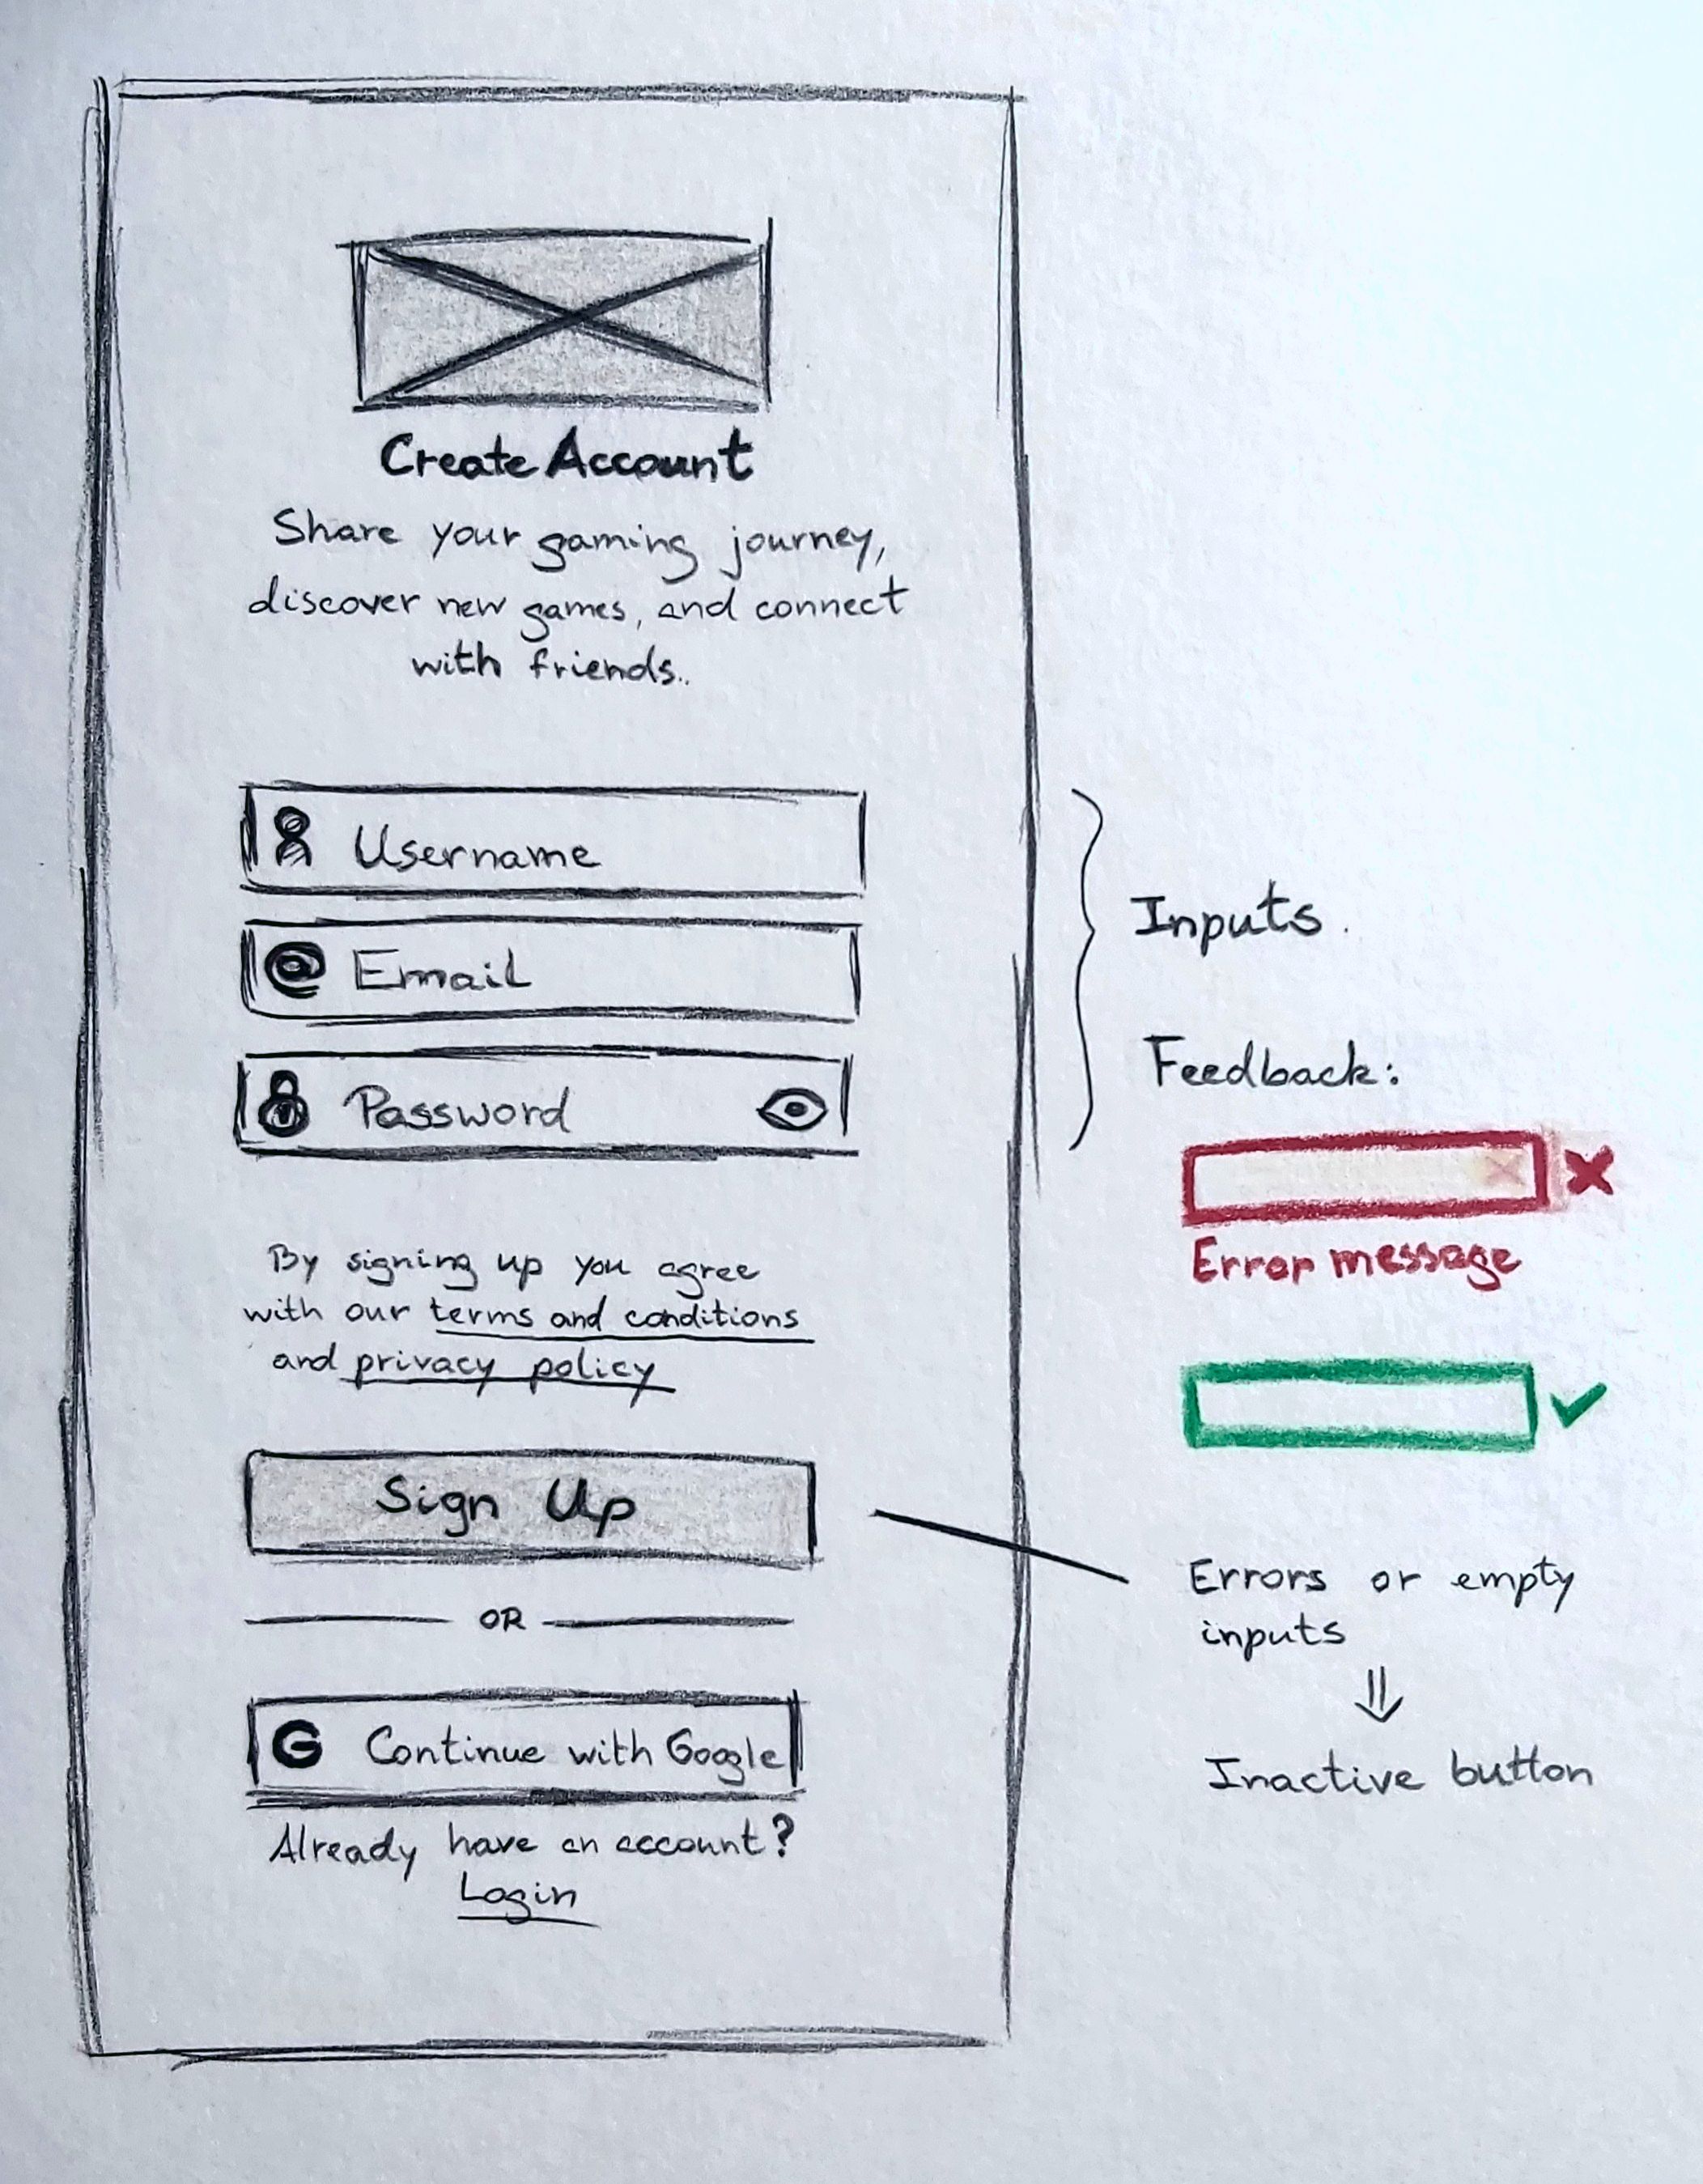 Create Account
Share your gaming journey,
discover new games, and connect
with friends..
Username
@ Email
Password
Inputs.
Feedback:
Error message
By signing up you agree
with our terms and conditions
and privacy policy
Sign Up
OR
G Continue with Google
Already have an account?
Login
Errors or empty
inputs
⇓
Inactive button